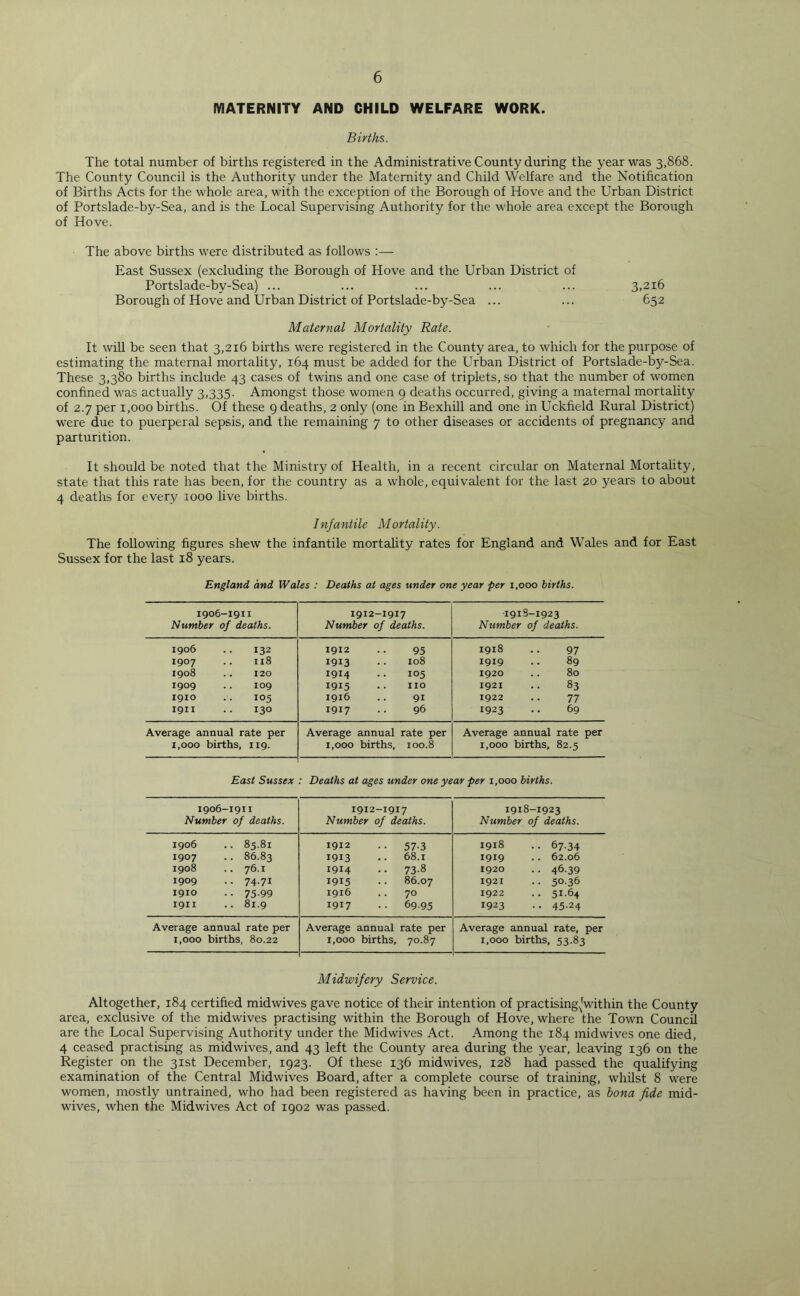 6
MATERNITY AND CHILD WELFARE WORK.
Births.
The total number of births registered in the Administrative County during the year was 3,868.
The County Council is the Authority under the Maternity and Child Welfare and the Notification
of Births Acts for the whole area, with the exception of the Borough of Hove and the Urban District
of Portslade-by-Sea, and is the Local Supervising Authority for the whole area except the Borough
of Hove.
The above births were distributed as follows :—
East Sussex (excluding the Borough of Hove and the Urban District of
Portslade-by-Sea) ... ... ... ... ... 3,216
Borough of Hove and Urban District of Portslade-by-Sea ... ... 652
Maternal Mortality Rate.
It will be seen that 3,216 births were registered in the County area, to which for the purpose of
estimating the maternal mortality, 164 must be added for the Urban District of Portslade-by-Sea.
These 3,380 births include 43 cases of twins and one case of triplets, so that the number of women
confined was actually 3,335. Amongst those women 9 deaths occurred, giving a maternal mortality
of 2.7 per 1,000 births. Of these 9 deaths, 2 only (one in Bexhill and one in Uckfield Rural District)
were due to puerperal sepsis, and the remaining 7 to other diseases or accidents of pregnancy and
parturition.
It should be noted that the Ministry of Health, in a recent circular on Maternal Mortality,
state that this rate has been, for the country as a whole, equivalent for the last 20 years to about
4 deaths for every 1000 live births.
Infantile Mortality.
The following figures shew the infantile mortality rates for England and Wales and for East
Sussex for the last 18 years.
England and Wales : Deaths at ages under one year per 1,000 births.
1906–1911 1912–1917 1918–1923
Number of deaths. Number of deaths. Number of deaths.
1906 .. 132 1912 .. 95 1918 .. 97
1907 .. 118 1913 .. 108 1919 .. 89
1908 .. 120 1914 .. 105 1920 .. 80
1909 .. 109 1915 .. 110 1921 .. 83
1910 .. 105 1916 .. 91 1922 .. 77
1911 .. 130 1917 .. 96 1923 .. 69
Average annual rate per Average annual rate per Average annual rate per
1,000 births, 119. 1,000 births, 100.8 1,000 births, 82.5
East Sussex : Deaths at ages under one year per 1,000 births.
1906–1911 1912–1917 1918–1923
Number of deaths. Number of deaths. Number of deaths.
1906 .. 85.81 1912 .. 57.3 1918 .. 67.34
1907 .. 86.83 1913 .. 68.1 1919 .. 62.06
1908 .. 76.1 1914 .. 73.8 1920 .. 46.39
1909 .. 74.71 1915 .. 86.07 1921 .. 50.36
1910 .. 75.99 1916 .. 70 1922 .. 51.64
1911 .. 81.9 1917 .. 69.95 1923 .. 45.24
Average annual rate per Average annual rate per Average annual rate, per
1,000 births, 80.22 1,000 births, 70.87 1,000 births, 53.83
Midwifery Service.
Altogether, 184 certified midwives gave notice of their intention of practising within the County
area, exclusive of the midwives practising within the Borough of Hove, where the Town Council
are the Local Supervising Authority under the Midwives Act. Among the 184 midwives one died,
4 ceased practising as midwives, and 43 left the County area during the year, leaving 136 on the
Register on the 31st December, 1923. Of these 136 midwives, 128 had passed the qualifying
examination of the Central Midwives Board, after a complete course of training, whilst 8 were
women, mostly untrained, who had been registered as having been in practice, as bona fide mid-
wives, when the Midwives Act of 1902 was passed.